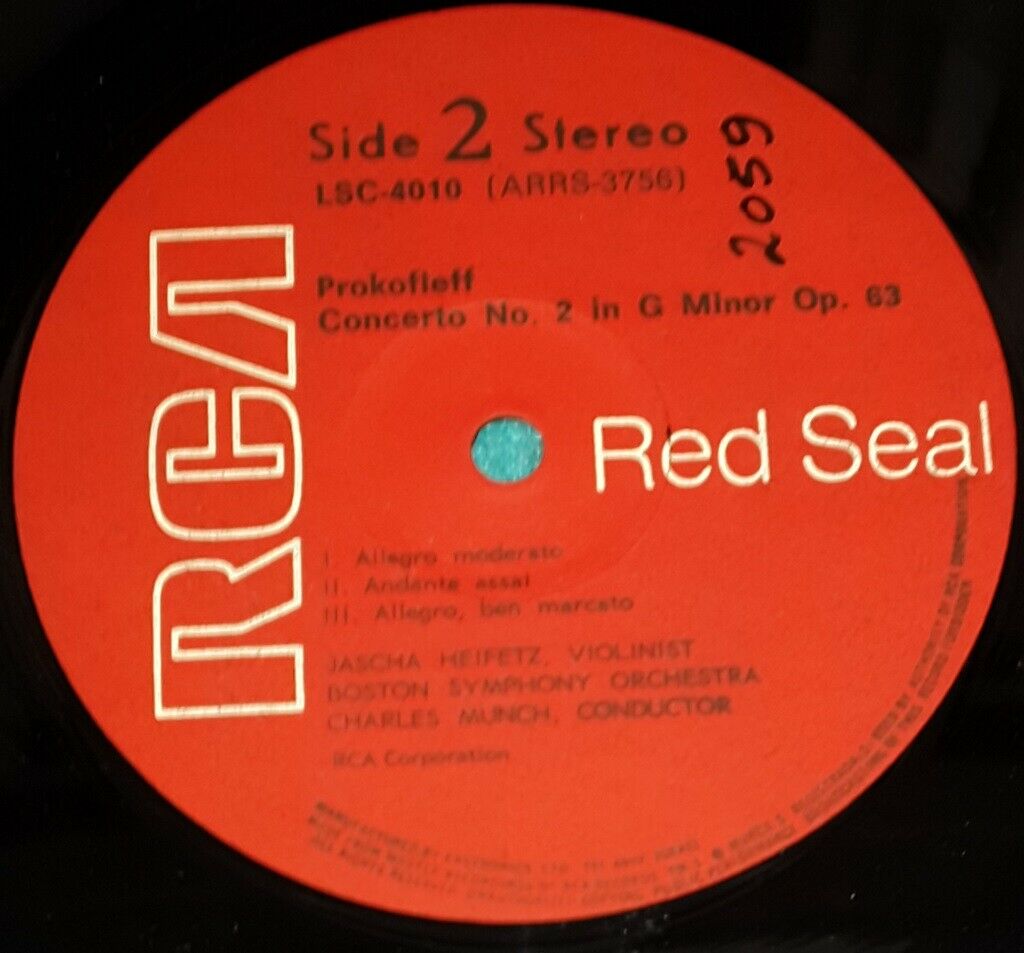 Side 2 Stereo
LSC-4010 (ARRS-3756)
2059
Prokofieff
Concerto No. 2 in G Minor Op. 63
RCA
Red Seal
I. Allegro moderato
II. Andante assai
III. Allegro, ben marcato
JASCHA HEIFETZ, VIOLINIST
BOSTON SYMPHONY ORCHESTRA
CHARLES MUNCH, CONDUCTOR
RCA Corporation